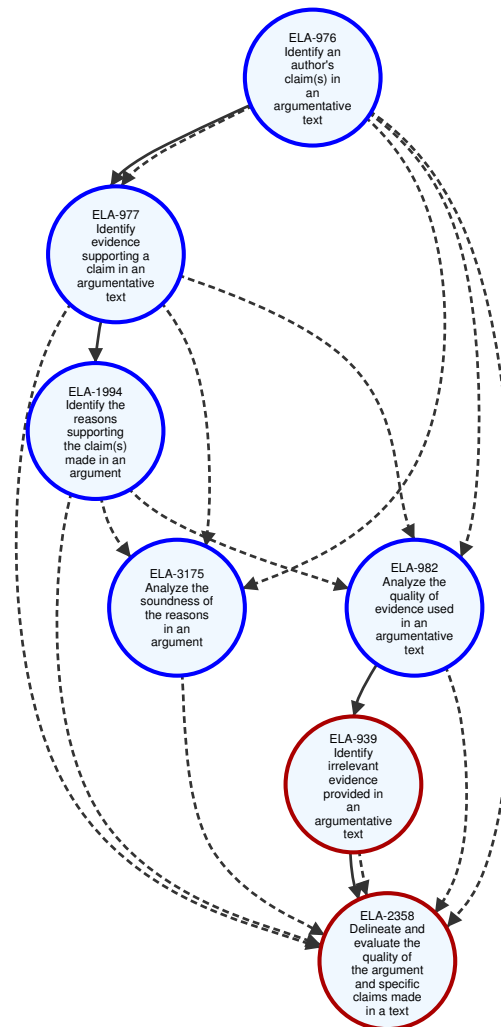 ELA-976
Identify an
author's
claim(s) in
an
argumentative
text
ELA-977
Identify
evidence
supporting a
claim in an
argumentative
text
ELA-1994
Identify the
reasons
supporting
the claim(s)
made in an
argument
ELA-3175
Analyze the
soundness of
the reasons
in an
argument
ELA-982
Analyze the
quality of
evidence used
in an
argumentative
text
ELA-939
Identify
irrelevant
evidence
provided in
an
argumentative
text
ELA-2358
Delineate and
evaluate the
quality of
the argument
and specific
claims made
in a text